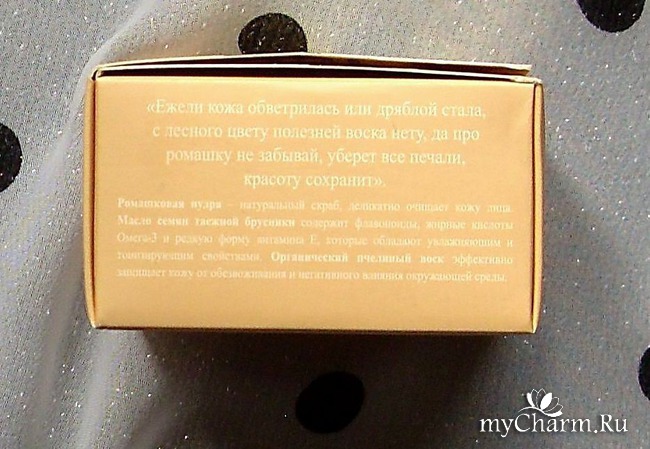 «Ежели кожа обветрилась или дряблой стала,
с лесного цвету полезней воска нету, да про
ромашку не забывай, уберет все печали,
красоту сохранит».
Ромашковая пудра – натуральный скраб, деликатно очищает кожу лица.
Масло семян таежной брусники содержит флавоноиды, жирные кислоты
Омега-3 и редкую форму витамина Е, которые обладают увлажняющим и
тонизирующим свойствами. Органический пчелиный воск эффективно
защищает кожу от обезвоживания и негативного влияния окружающей среды.
myCharm.Ru